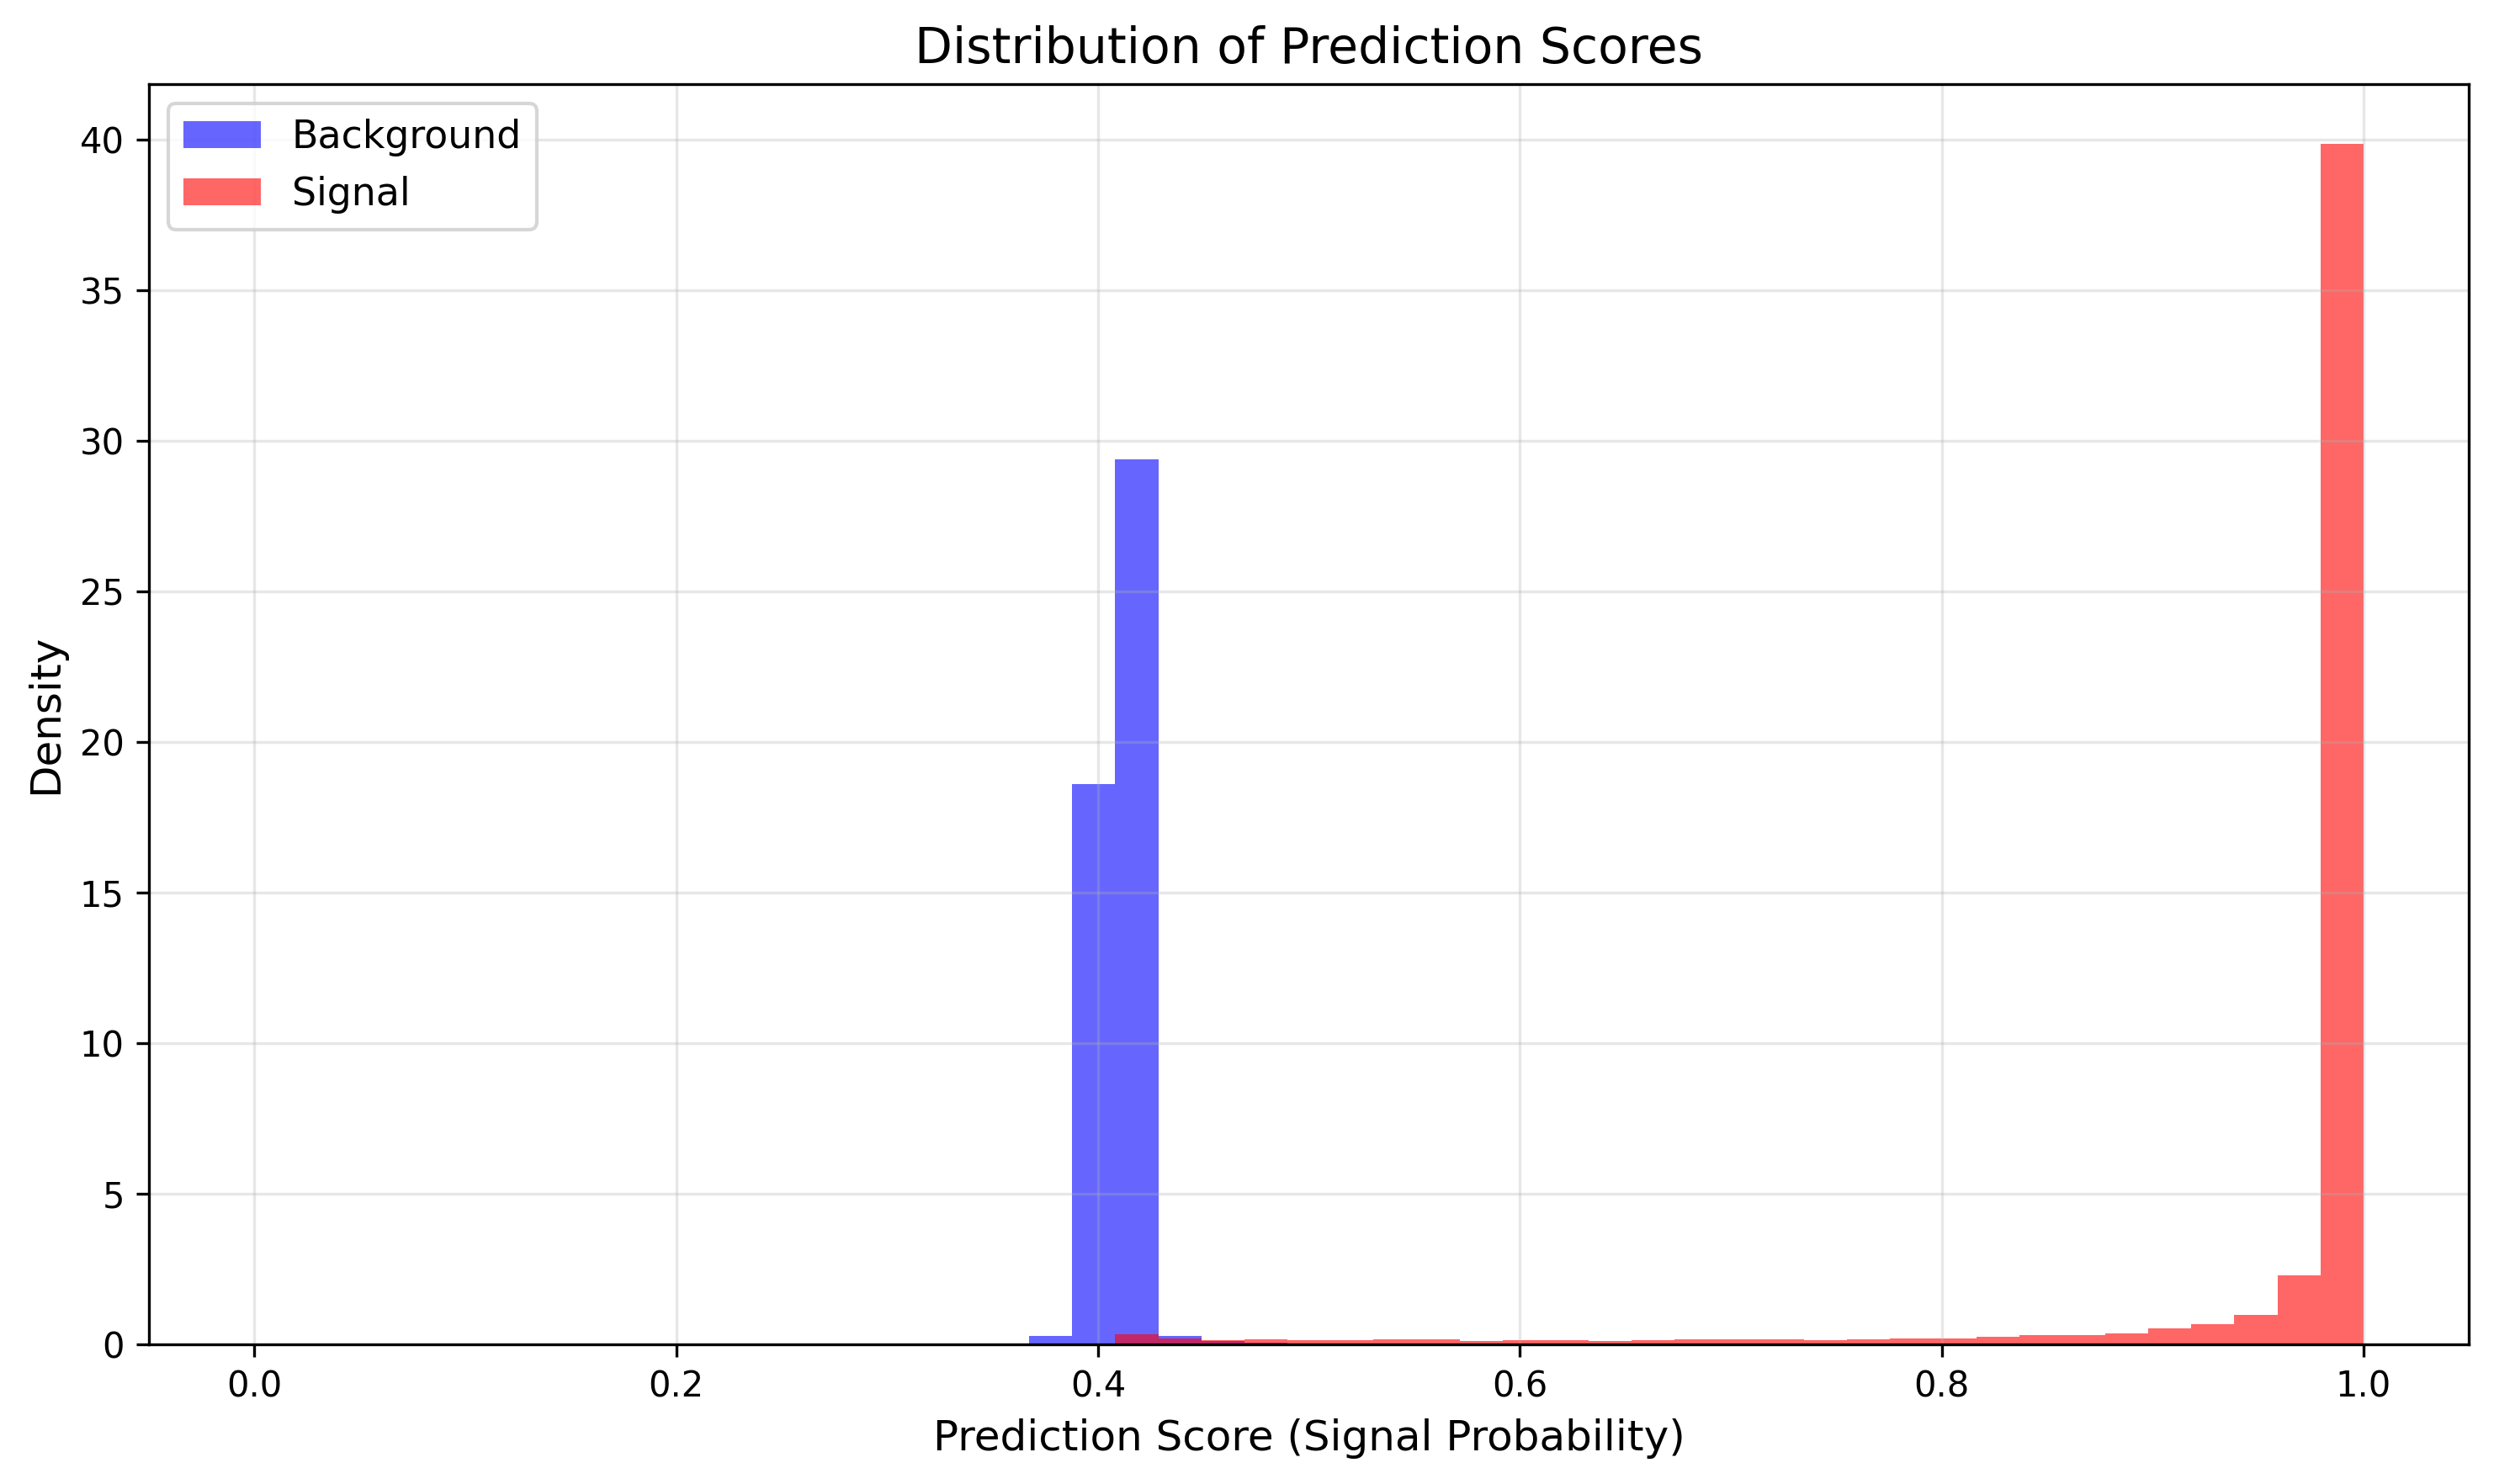 Distribution of Prediction Scores
Background
Signal
40
35
30
25
20
15
10
5
0
Density
0.0 0.2 0.4 0.6 0.8 1.0
Prediction Score (Signal Probability)